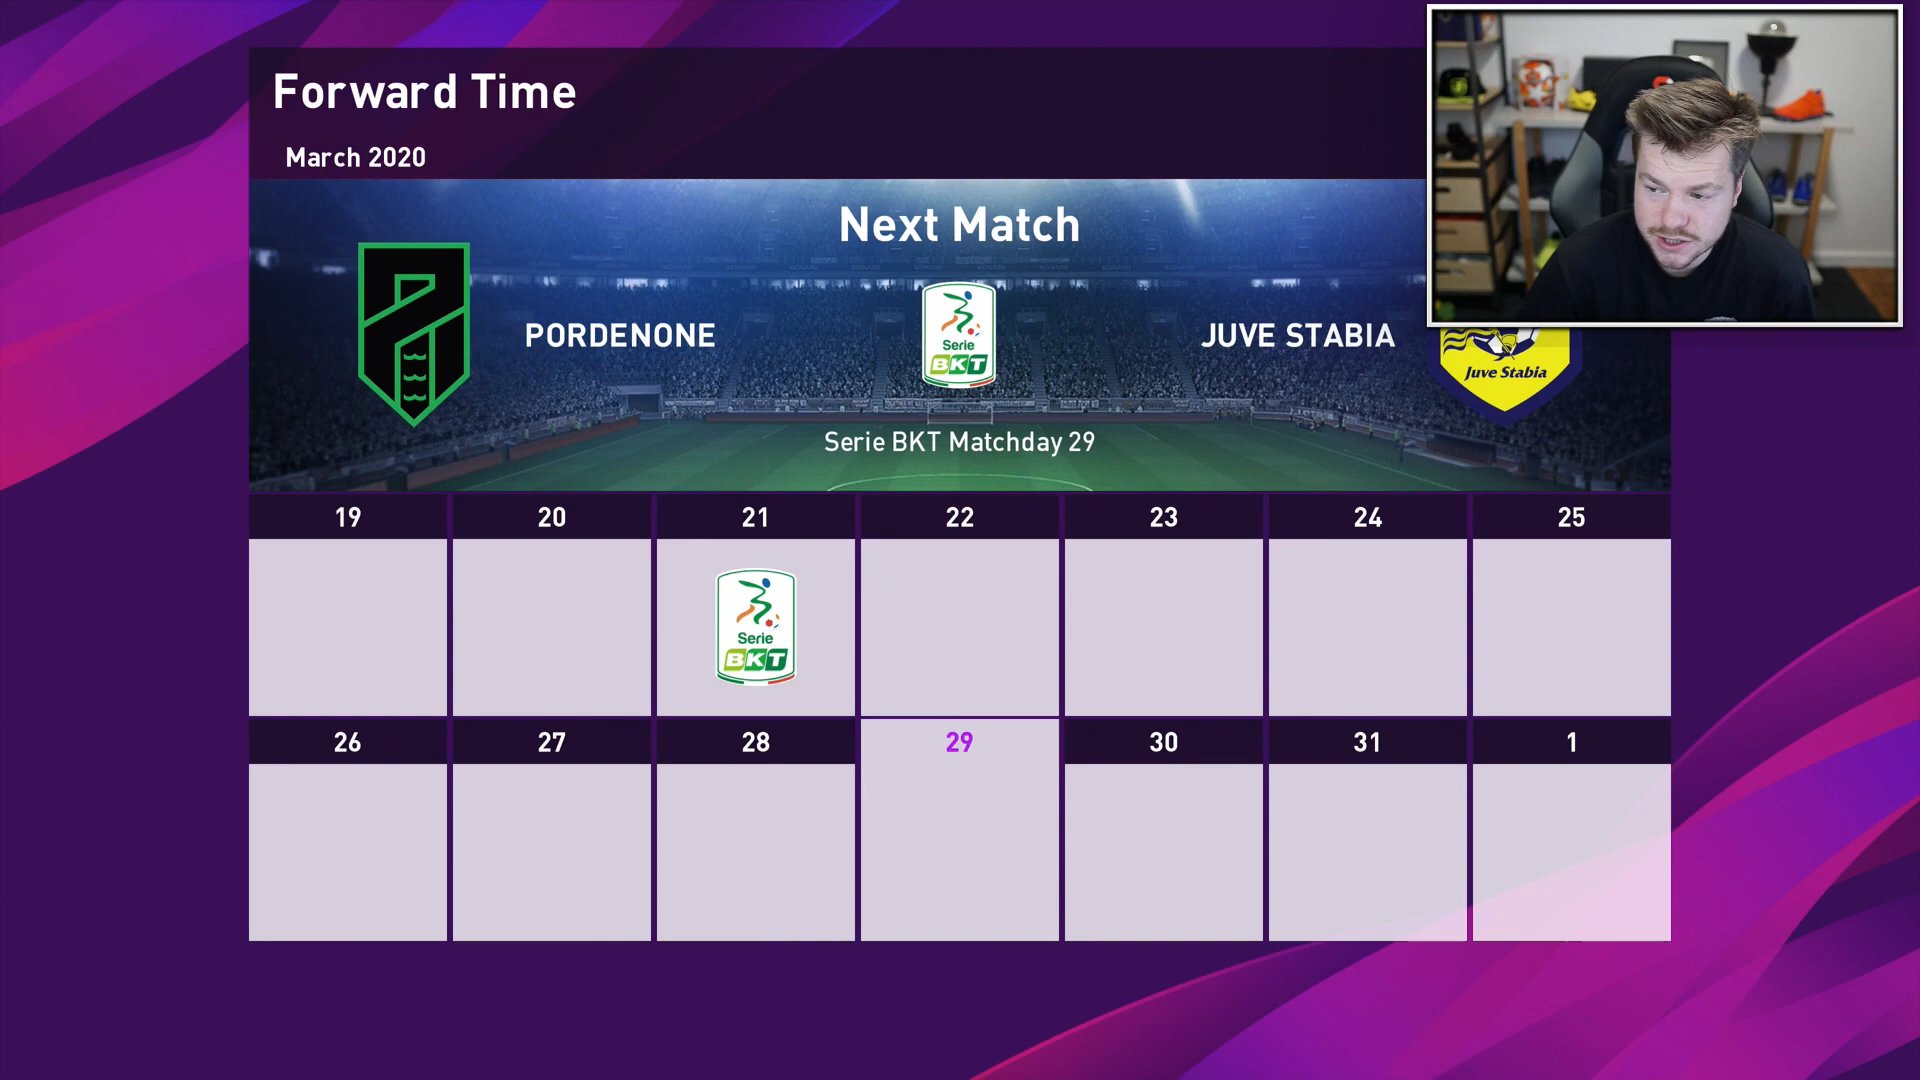 Forward Time
March 2020
Next Match
PORDENONE
Serie
BKT
JUVE STABIA
Juve Stabia
Serie BKT Matchday 29
19 20 21 22 23 24 25
Serie
BKT
26 27 28 29 30 31 1